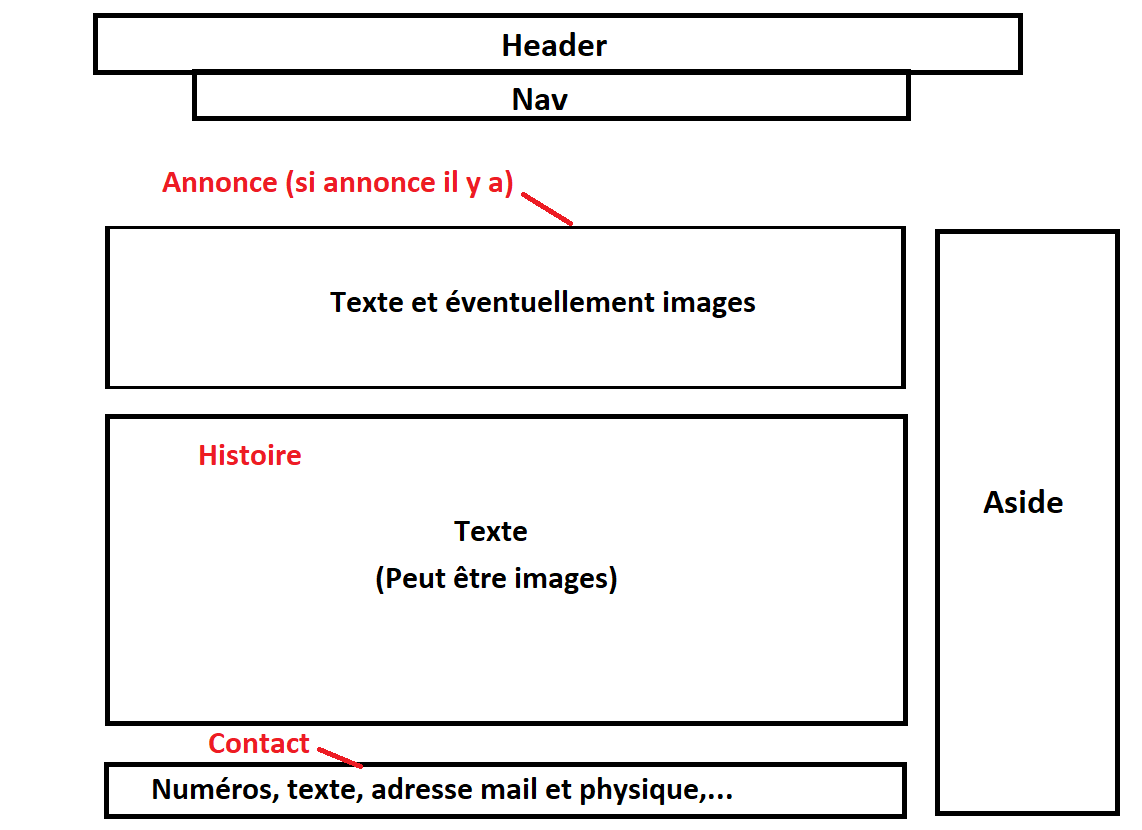 Header
Nav
Annonce (si annonce il y a)
Texte et éventuellement images
Histoire
Texte
(Peut être images)
Aside
Contact
Numéros, texte, adresse mail et physique,...